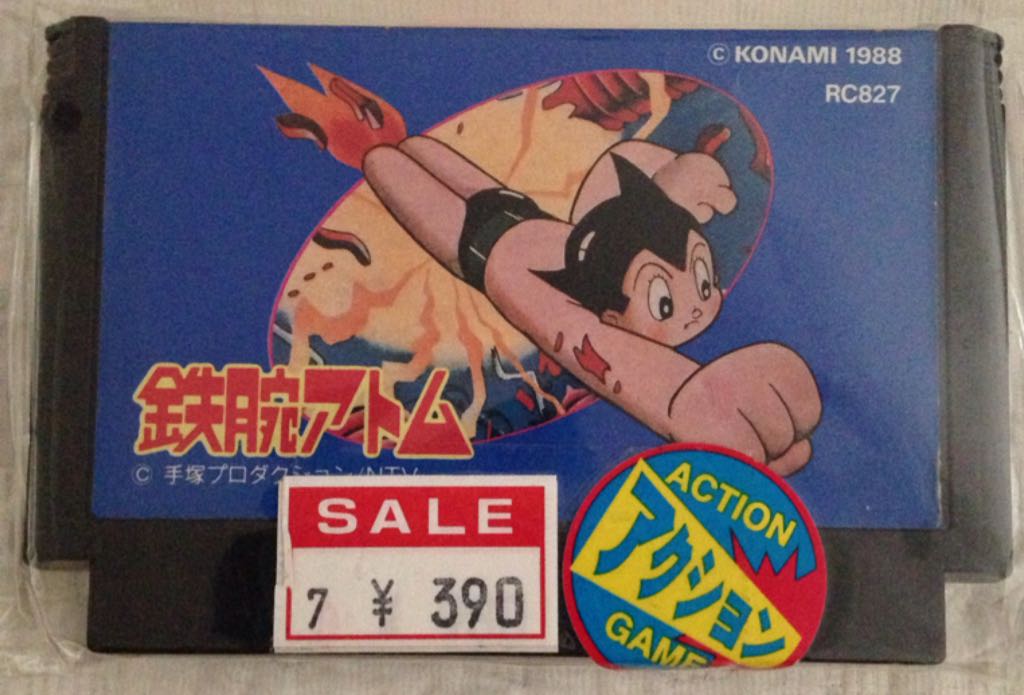 © KONAMI 1988
RC827
鉄腕アトム
© 手塚プロダクション/NTV
SALE
7 ¥ 390
ACTION
アクション
GAME